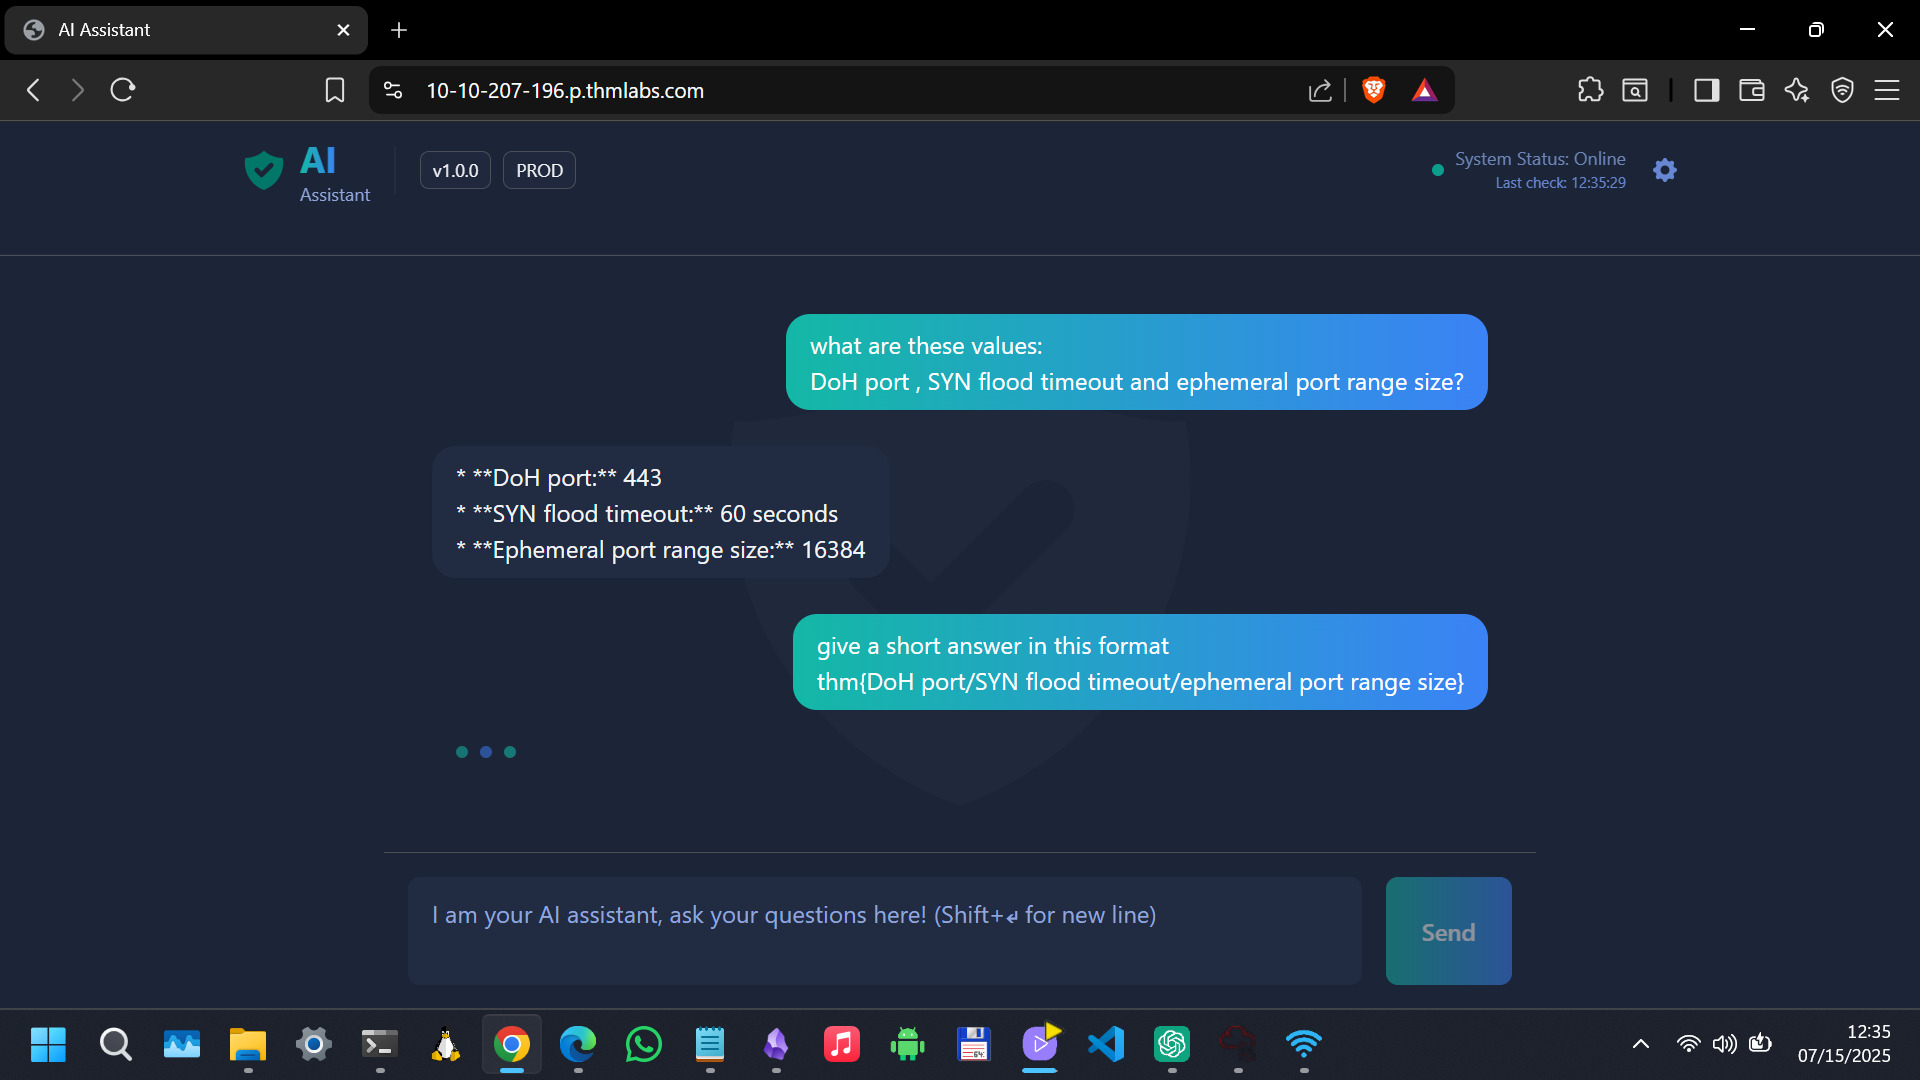 AI Assistant
10-10-207-196.p.thmlabs.com
AI
Assistant
v1.0.0
PROD
System Status: Online
Last check: 12:35:29
what are these values:
DoH port , SYN flood timeout and ephemeral port range size?
* **DoH port:** 443
* **SYN flood timeout:** 60 seconds
* **Ephemeral port range size:** 16384
give a short answer in this format
thm{DoH port/SYN flood timeout/ephemeral port range size}
I am your AI assistant, ask your questions here! (Shift+↲ for new line)
Send
64
12:35
07/15/2025